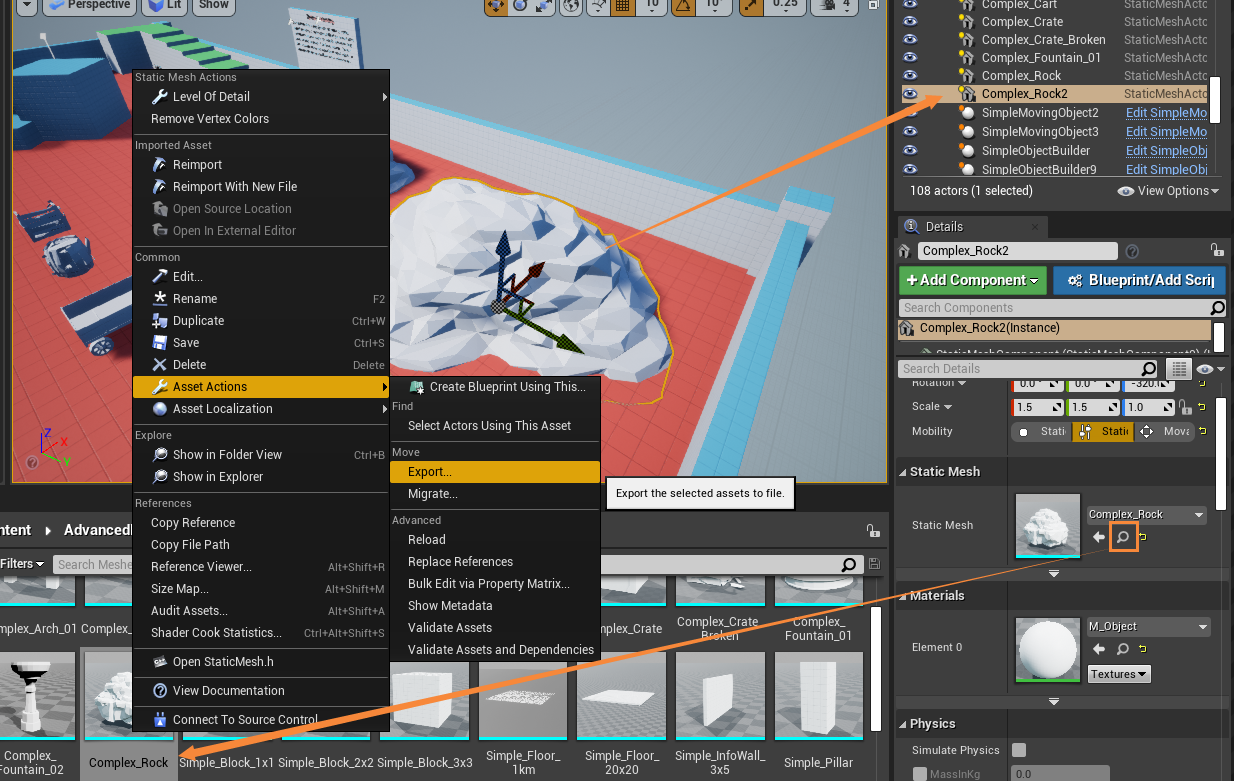 Perspective
Lit
Show
10
10°
0.25
4
Complex_Cart StaticMeshActo
Complex_Crate StaticMeshActo
Complex_Crate_Broken StaticMeshActo
Complex_Fountain_01 StaticMeshActo
Complex_Rock StaticMeshActo
Complex_Rock2 StaticMeshActo
SimpleMovingObject2 Edit SimpleMo
SimpleMovingObject3 Edit SimpleMo
SimpleObjectBuilder Edit SimpleObj
SimpleObjectBuilder9 Edit SimpleObj
108 actors (1 selected) View Options
Details
Complex_Rock2
+Add Component Blueprint/Add Scrip
Search Components
Complex_Rock2(Instance)
Search Details
Rotation 0.0° 0.0° -320.
Scale 1.5 1.5 1.0
Mobility Stati Static Mova
Static Mesh
Static Mesh
Complex_Rock
Materials
Element 0
M_Object
Textures
Physics
Simulate Physics
MassInKg 0.0
Static Mesh Actions
Level Of Detail
Remove Vertex Colors
Imported Asset
Reimport
Reimport With New File
Open Source Location
Open In External Editor
Common
Edit...
Rename F2
Duplicate Ctrl+W
Save Ctrl+S
Delete Delete
Asset Actions
Asset Localization
Explore
Show in Folder View Ctrl+B
Show in Explorer
References
Copy Reference
Copy File Path
Reference Viewer... Alt+Shift+R
Size Map... Alt+Shift+M
Audit Assets... Alt+Shift+A
Shader Cook Statistics... Ctrl+Alt+Shift+S
Open StaticMesh.h
View Documentation
Connect To Source Control
Create Blueprint Using This...
Find
Select Actors Using This Asset
Move
Export...
Migrate...
Advanced
Reload
Replace References
Bulk Edit via Property Matrix...
Show Metadata
Validate Assets
Validate Assets and Dependencies
Export the selected assets to file.
Z
X
Y
ntent Advanced
Filters Search Meshe
mplex_Arch_01 Complex_ mplex_Crate Complex_Crate_
Broken
Complex_
Fountain_01
Complex_
Fountain_02
Complex_Rock
Simple_Block_1x1
Simple_Block_2x2
Simple_Block_3x3
Simple_Floor_
1km
Simple_Floor_
20x20
Simple_InfoWall_
3x5
Simple_Pillar